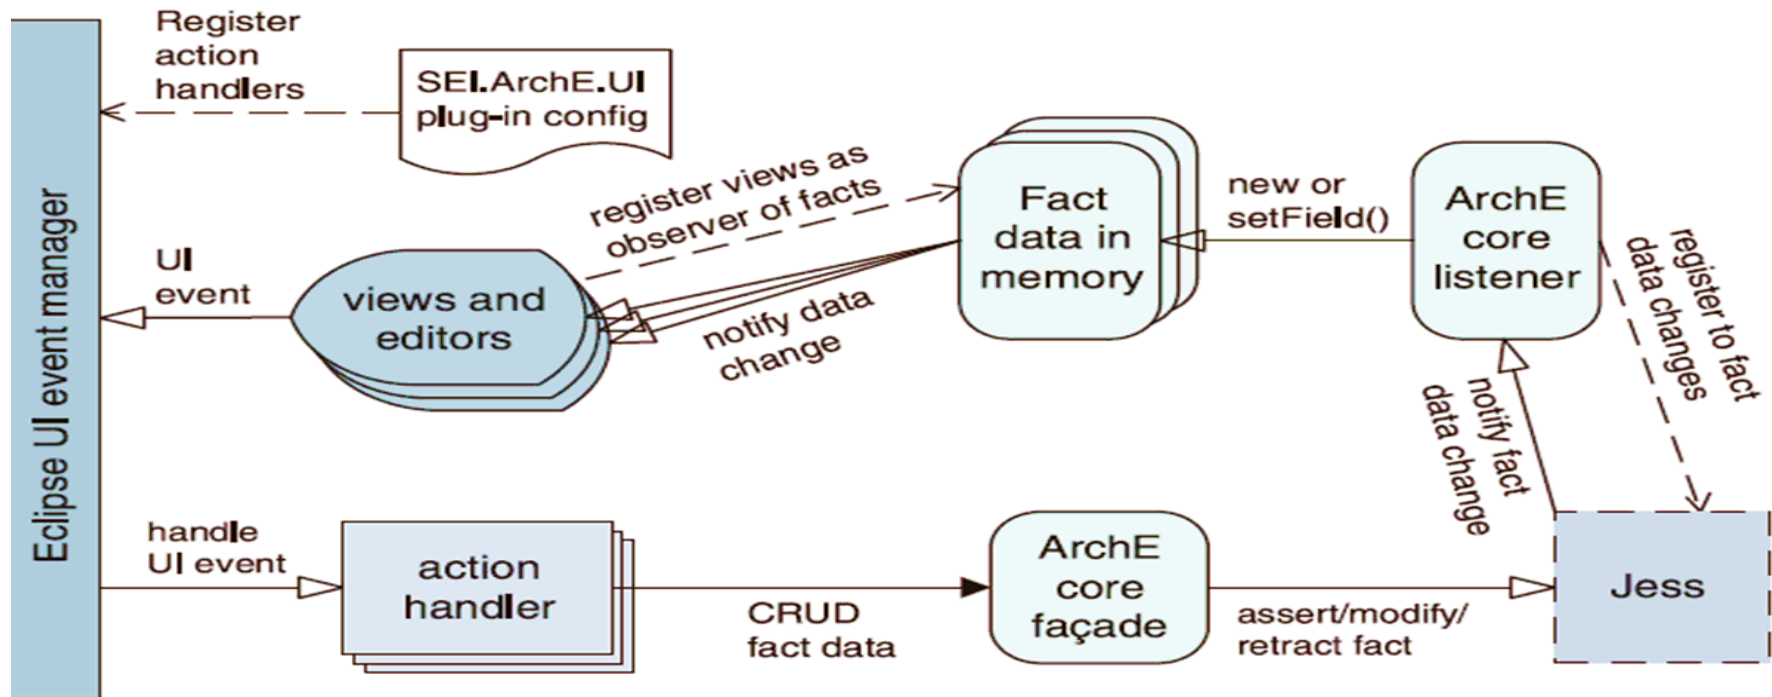 Register
action
handlers
SEI.ArchE.UI
plug-in config
Eclipse UI event manager
UI
event
views and
editors
register views as
observer of facts
notify data
change
Fact
data in
memory
new or
setField()
ArchE
core
listener
register to fact
data changes
notify fact
data change
handle
UI event
action
handler
CRUD
fact data
ArchE
core
façade
assert/modify/
retract fact
Jess